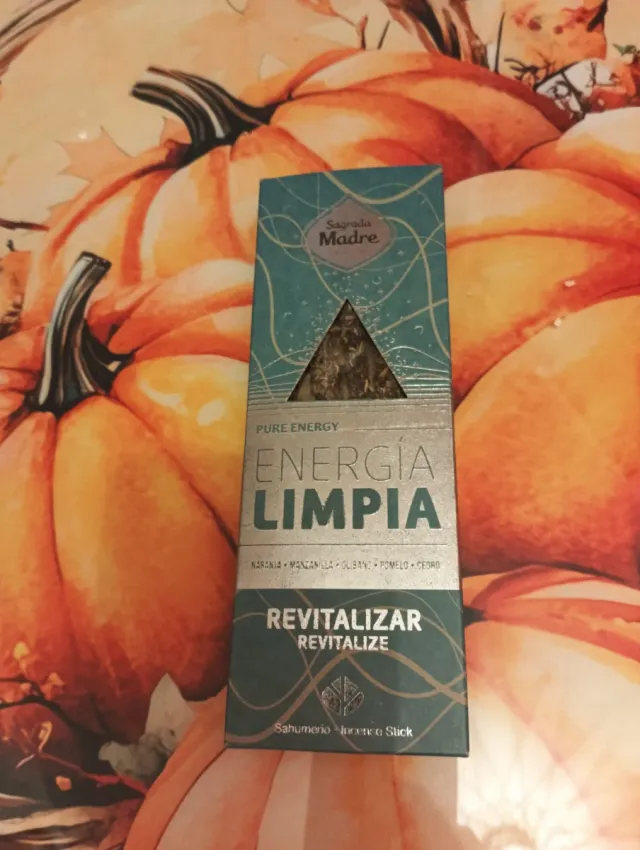 Sagrada
Madre
PURE ENERGY
ENERGÍA
LIMPIA
NARANJA • MANZANILLA • OLIBANO • POMELO • CEDRO
REVITALIZAR
REVITALIZE
Sahumerio - Incense Stick